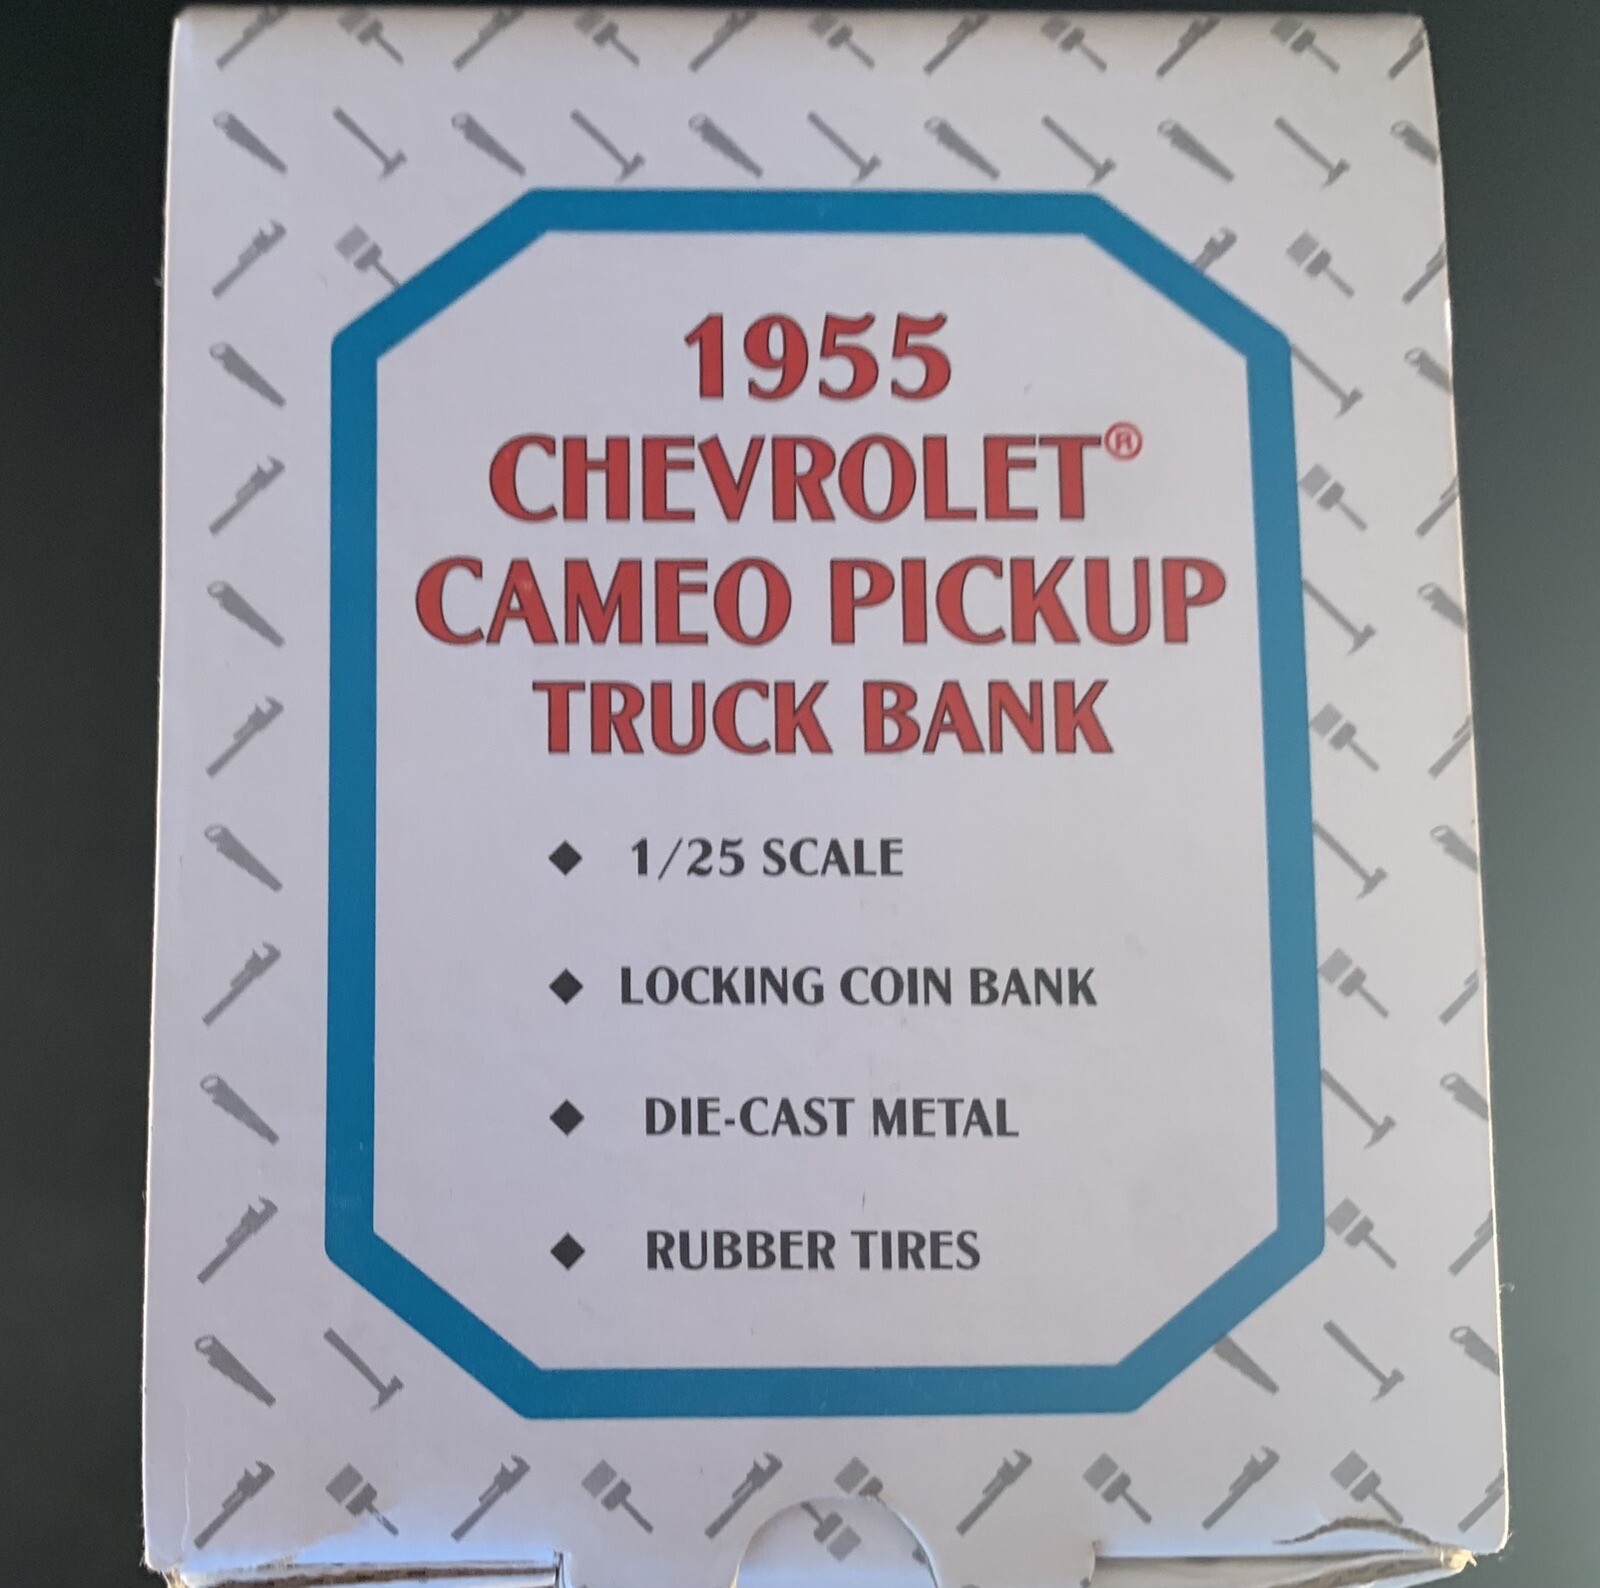 1955
CHEVROLET®
CAMEO PICKUP
TRUCK BANK
◆ 1/25 SCALE
◆ LOCKING COIN BANK
◆ DIE-CAST METAL
◆ RUBBER TIRES